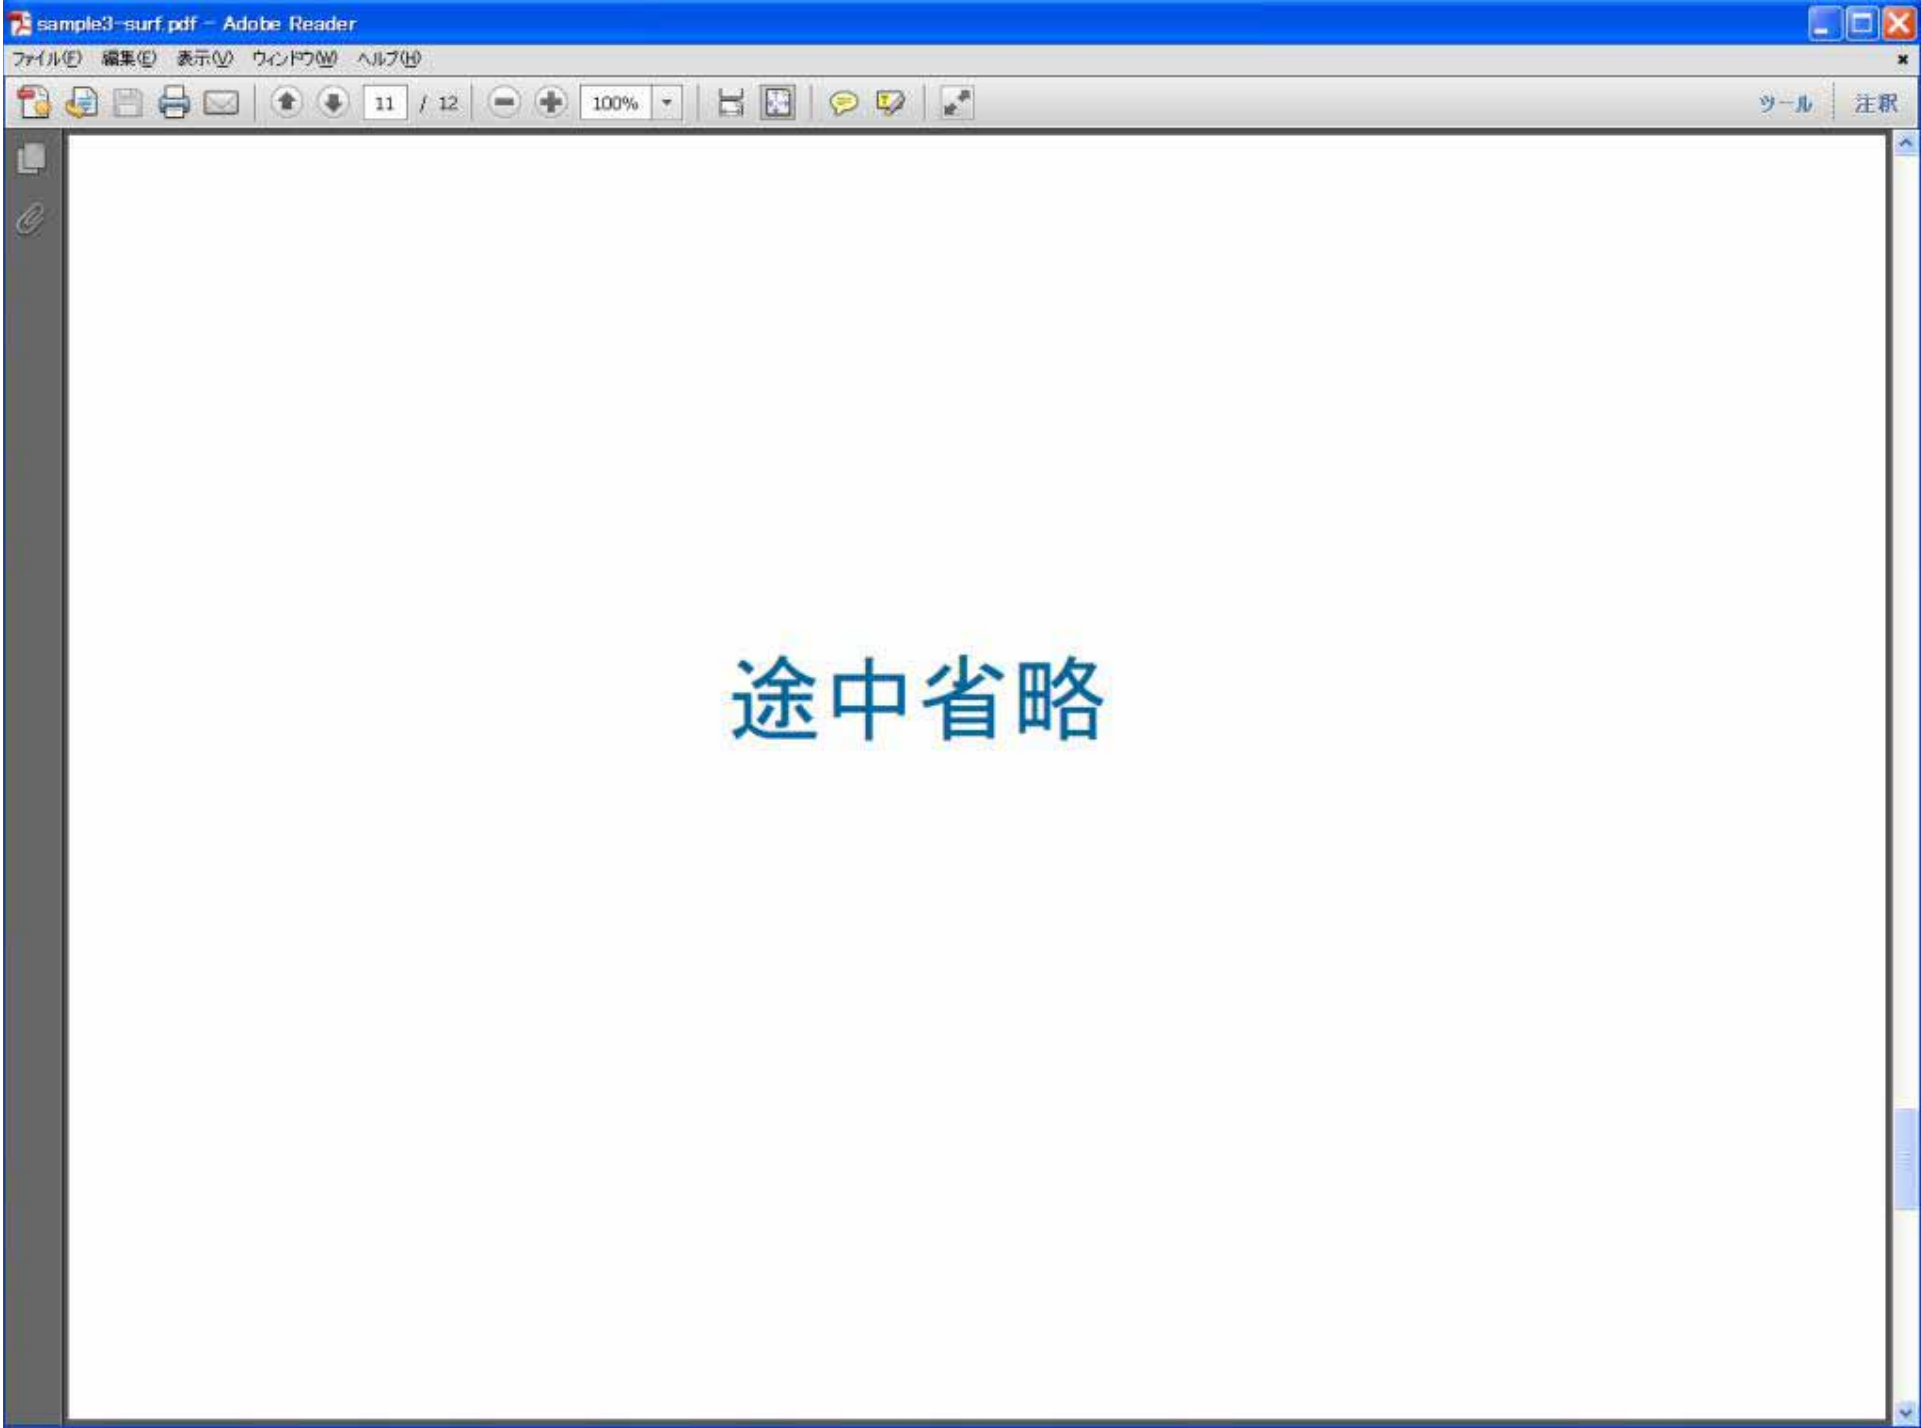 sample3-surf.pdf - Adobe Reader
ファイル(F) 編集(E) 表示(V) ウィンドウ(W) ヘルプ(H)
11 / 12 100% ツール 注釈
途中省略